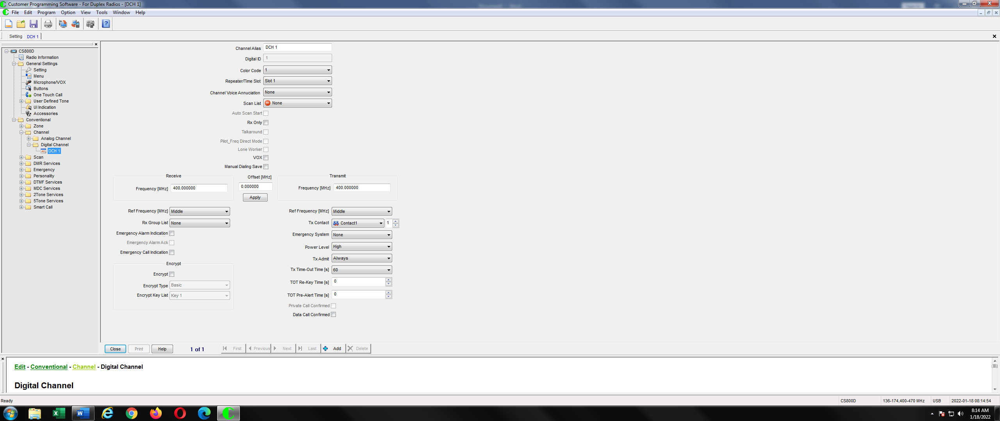 Customer Programming Software - For Duplex Radios - [DCH 1]
File Edit Program Option View Tools Window Help
Setting DCH 1
CS800D
Radio Information
General Settings
Setting
Menu
Microphone/VOX
Buttons
One Touch Call
User Defined Tone
UI Indication
Accessories
Conventional
Zone
Channel
Analog Channel
Digital Channel
DCH 1
Scan
DMR Services
Emergency
Personality
DTMF Services
MDC Services
2Tone Services
5Tone Services
Smart Call
Channel Alias DCH 1
Digital ID 1
Color Code 1
Repeater/Time Slot Slot 1
Channel Voice Annuciation None
Scan List None
Auto Scan Start
Rx Only
Talkaround
Pilot_Freq Direct Mode
Lone Worker
VOX
Manual Dialing Save
Receive
Frequency [MHz] 400.000000
Offset [MHz]
0.000000
Apply
Transmit
Frequency [MHz] 400.000000
Ref Frequency [MHz] Middle
Rx Group List None
Emergency Alarm Indication
Emergency Alarm Ack
Emergency Call Indication
Encrypt
Encrypt
Encrypt Type Basic
Encrypt Key List Key 1
Ref Frequency [MHz] Middle
Tx Contact Contact1 1
Emergency System None
Power Level High
Tx Admit Always
Tx Time-Out Time [s] 60
TOT Re-Key Time [s] 0
TOT Pre-Alert Time [s] 0
Private Call Confirmed
Data Call Confirmed
Close Print Help 1 of 1 First Previous Next Last Add Delete
Edit - Conventional - Channel - Digital Channel
Digital Channel
Ready CS800D 136-174,400-470 MHz USB 2022-01-18 08:14:54
8:14 AM
1/18/2022